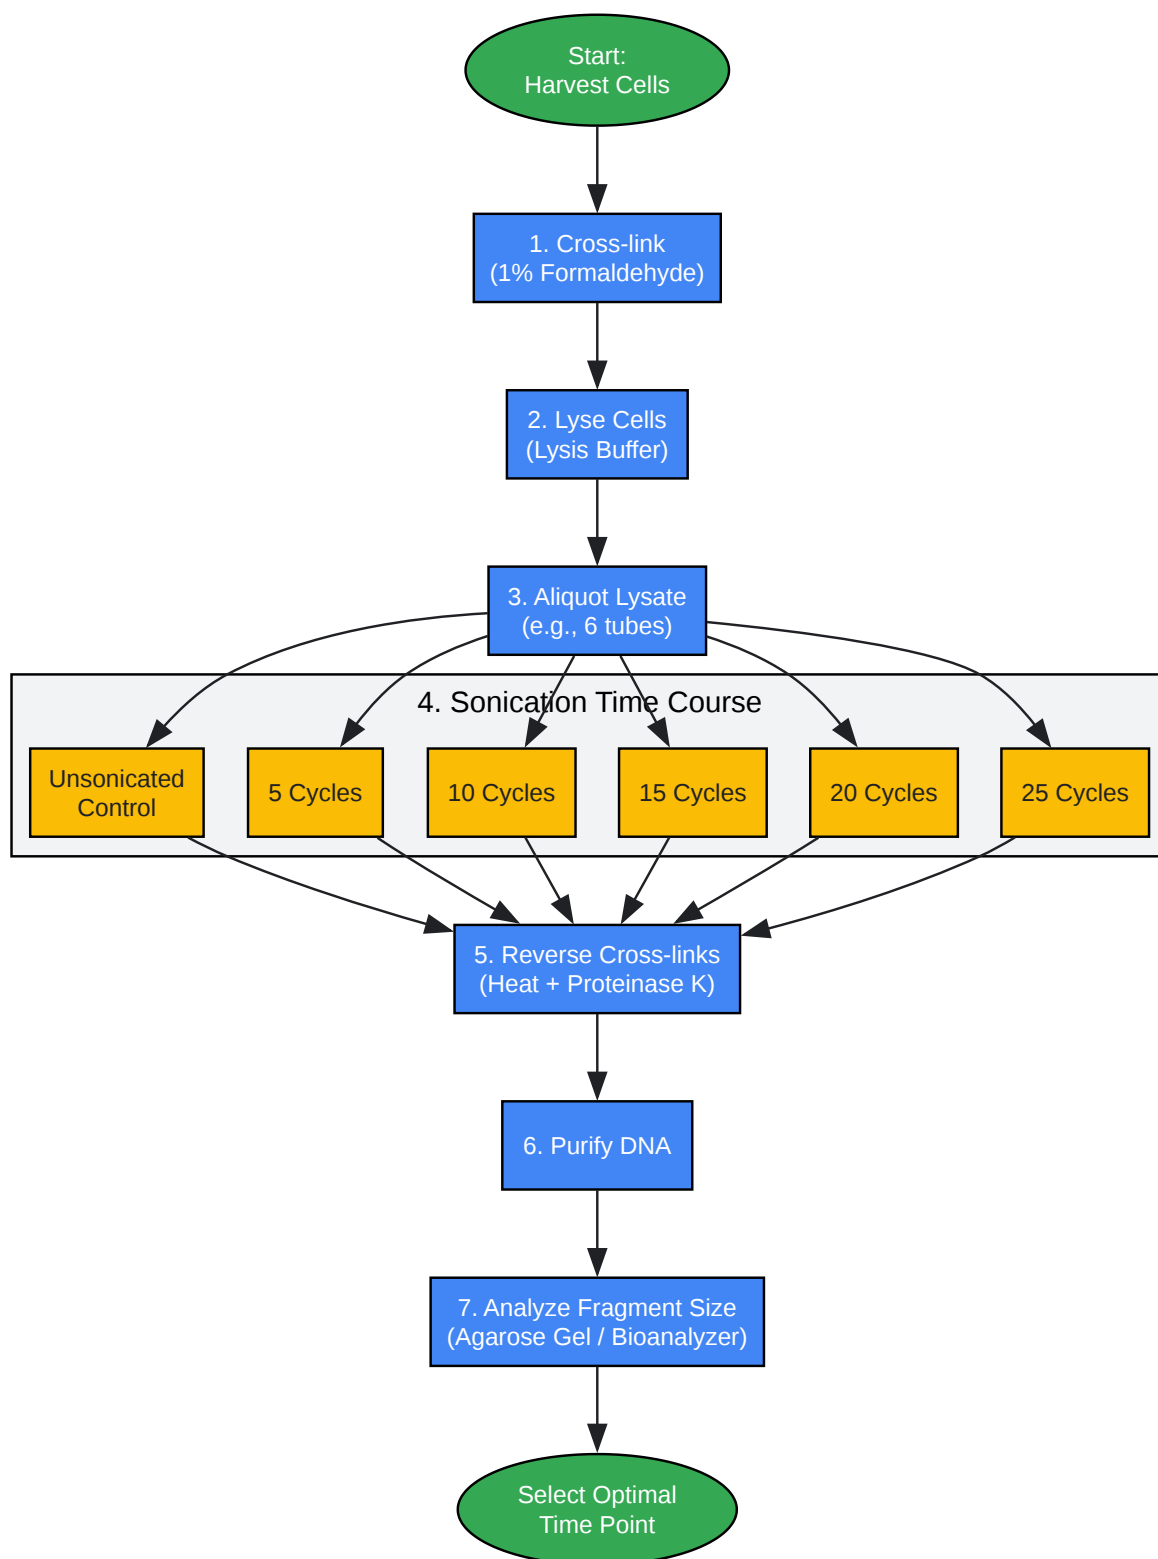 Start:
Harvest Cells
1. Cross-link
(1% Formaldehyde)
2. Lyse Cells
(Lysis Buffer)
3. Aliquot Lysate
(e.g., 6 tubes)
4. Sonication Time Course
Unsonicated
Control
5 Cycles
10 Cycles
15 Cycles
20 Cycles
25 Cycles
5. Reverse Cross-links
(Heat + Proteinase K)
6. Purify DNA
7. Analyze Fragment Size
(Agarose Gel / Bioanalyzer)
Select Optimal
Time Point